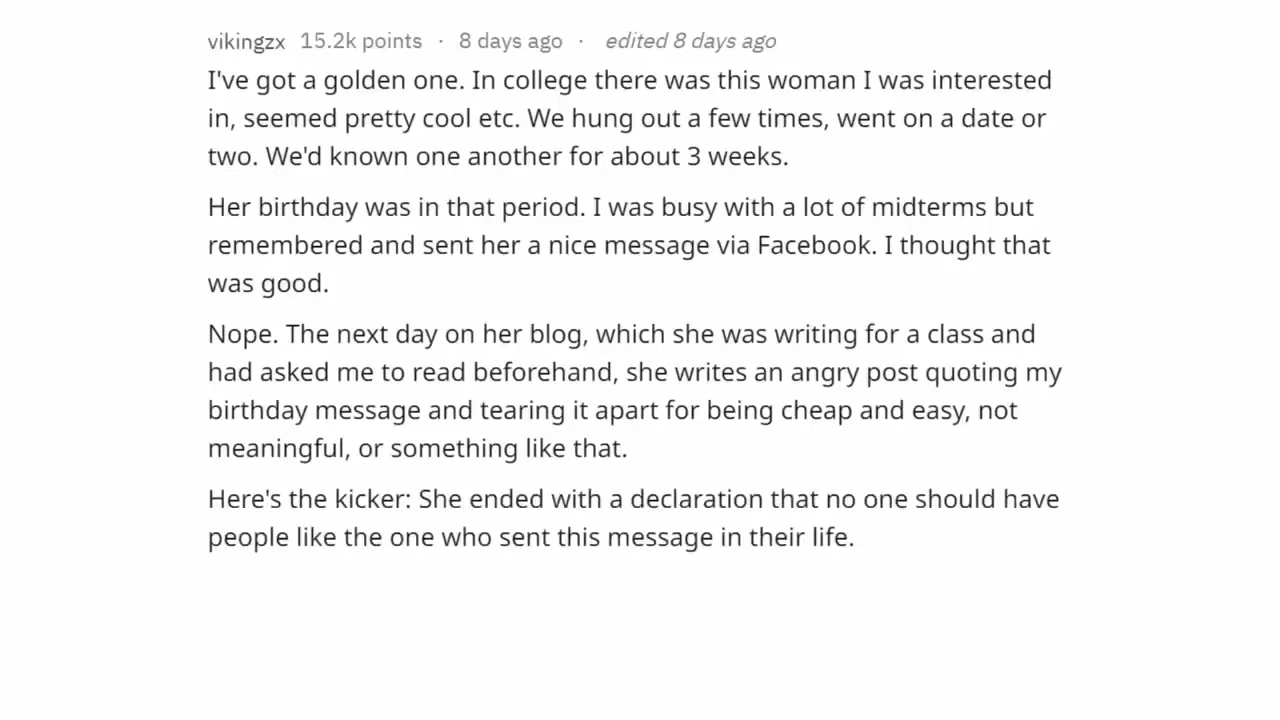 vikingzx 15.2k points · 8 days ago · edited 8 days ago
I've got a golden one. In college there was this woman I was interested
in, seemed pretty cool etc. We hung out a few times, went on a date or
two. We'd known one another for about 3 weeks.
Her birthday was in that period. I was busy with a lot of midterms but
remembered and sent her a nice message via Facebook. I thought that
was good.
Nope. The next day on her blog, which she was writing for a class and
had asked me to read beforehand, she writes an angry post quoting my
birthday message and tearing it apart for being cheap and easy, not
meaningful, or something like that.
Here's the kicker: She ended with a declaration that no one should have
people like the one who sent this message in their life.